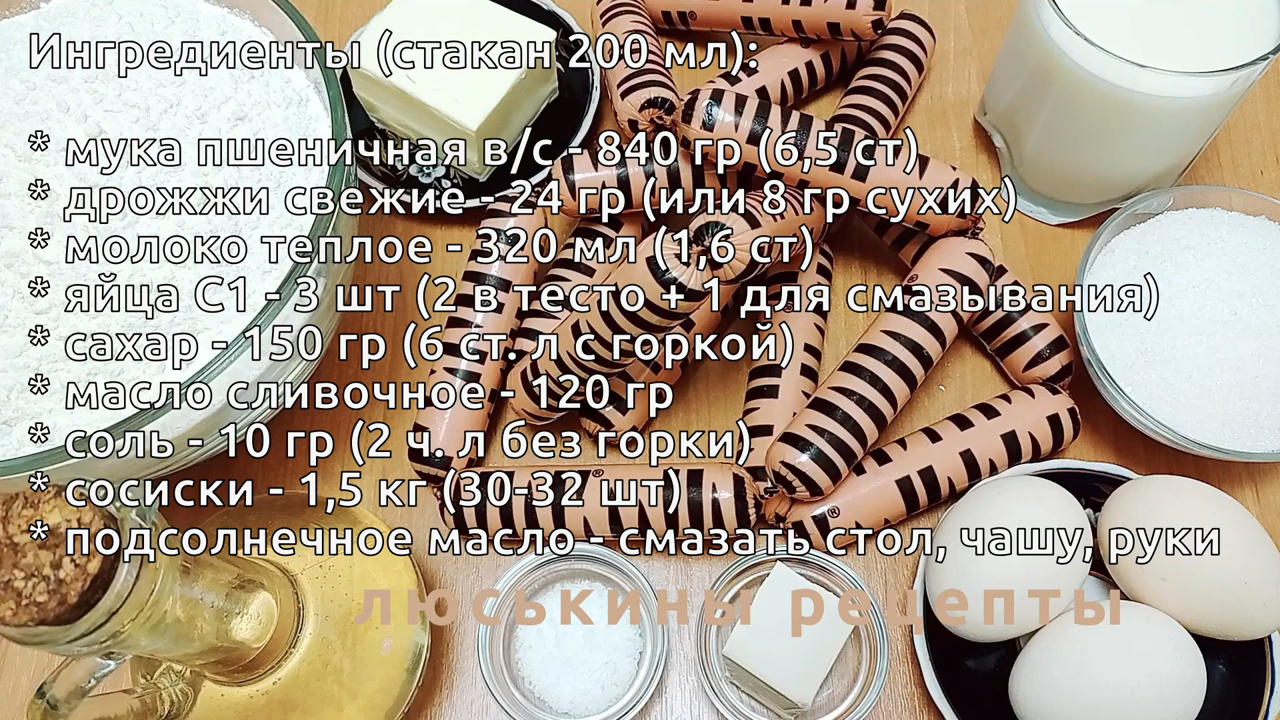 Ингредиенты (стакан 200 мл):
* мука пшеничная в/с - 840 гр (6,5 ст)
* дрожжи свежие - 24 гр (или 8 гр сухих)
* молоко теплое - 320 мл (1,6 ст)
* яйца С1 - 3 шт (2 в тесто + 1 для смазывания)
* сахар - 150 гр (6 ст. л с горкой)
* масло сливочное - 120 гр
* соль - 10 гр (2 ч. л без горки)
* сосиски - 1,5 кг (30-32 шт)
* подсолнечное масло - смазать стол, чашу, руки
люськины рецепты